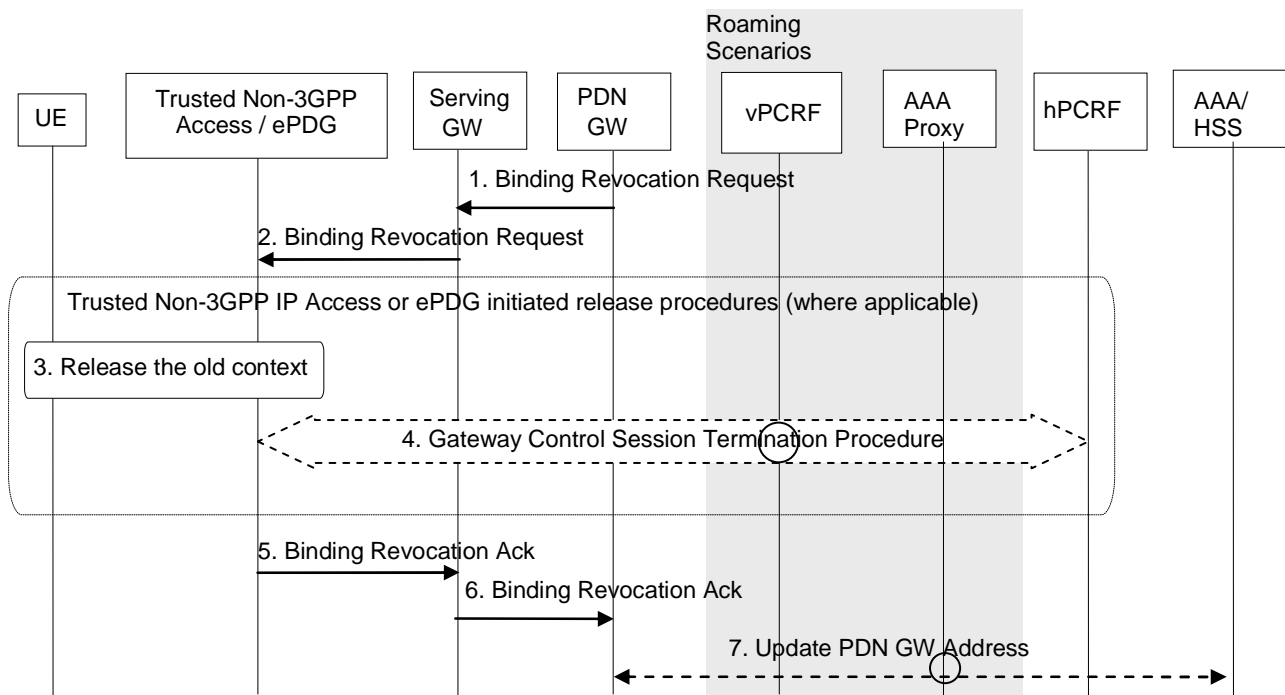 Roaming
Scenarios
UE
Trusted Non-3GPP
Access / ePDG
Serving
GW
PDN
GW
vPCRF
AAA
Proxy
hPCRF
AAA/
HSS
1. Binding Revocation Request
2. Binding Revocation Request
Trusted Non-3GPP IP Access or ePDG initiated release procedures (where applicable)
3. Release the old context
4. Gateway Control Session Termination Procedure
5. Binding Revocation Ack
6. Binding Revocation Ack
7. Update PDN GW Address